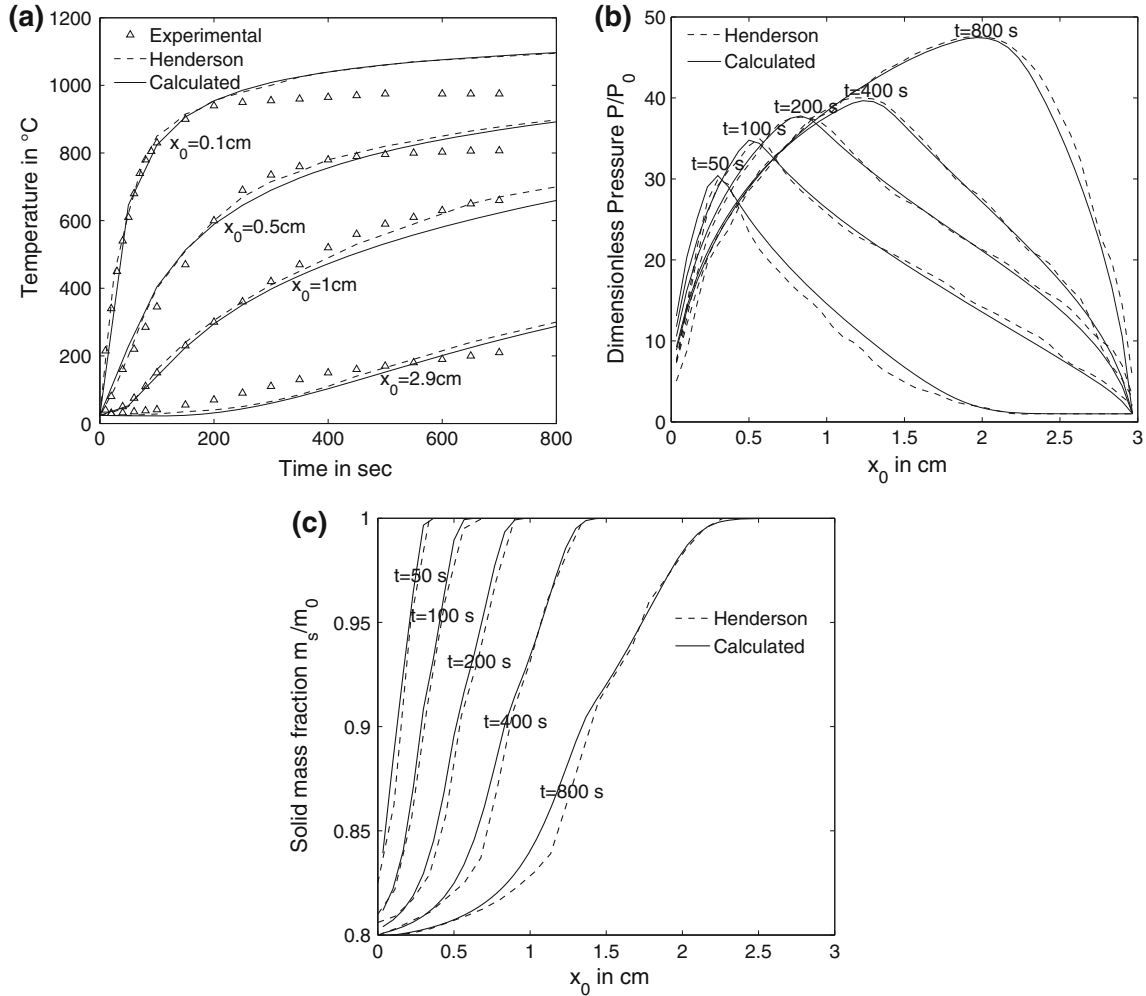 (a)
1200
1000
800
600
400
200
0
Temperature in °C
Experimental
Henderson
Calculated
x0=0.1cm
x0=0.5cm
x0=1cm
x0=2.9cm
0 200 400 600 800
Time in sec
(b)
50
40
30
20
10
0
Dimensionless Pressure P/P0
Henderson
Calculated
t=800 s
t=400 s
t=200 s
t=100 s
t=50 s
0 0.5 1 1.5 2 2.5 3
x0 in cm
(c)
1
0.95
0.9
0.85
0.8
Solid mass fraction ms/m0
t=50 s
t=100 s
t=200 s
t=400 s
t=800 s
Henderson
Calculated
0 0.5 1 1.5 2 2.5 3
x0 in cm